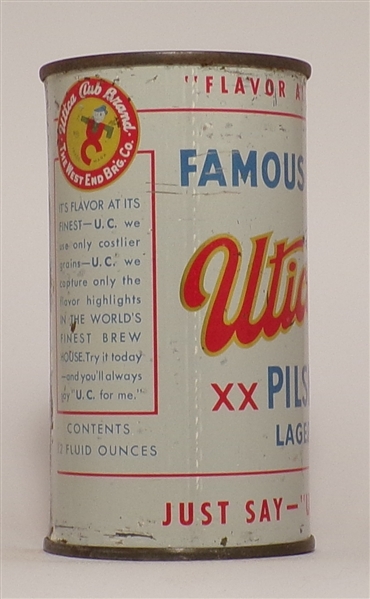 Utica Club Brand
THE WEST END BR'G. CO.
IT'S FLAVOR AT ITS
FINEST—U.C. we
use only costlier
grains—U.C. we
capture only the
flavor highlights
IN THE WORLD'S
FINEST BREW
HOUSE. Try it today
—and you'll always
say "U.C. for me."
CONTENTS
12 FLUID OUNCES
"FLAVOR A
FAMOUS
Utic
XX PILS
LAGE
JUST SAY—"U